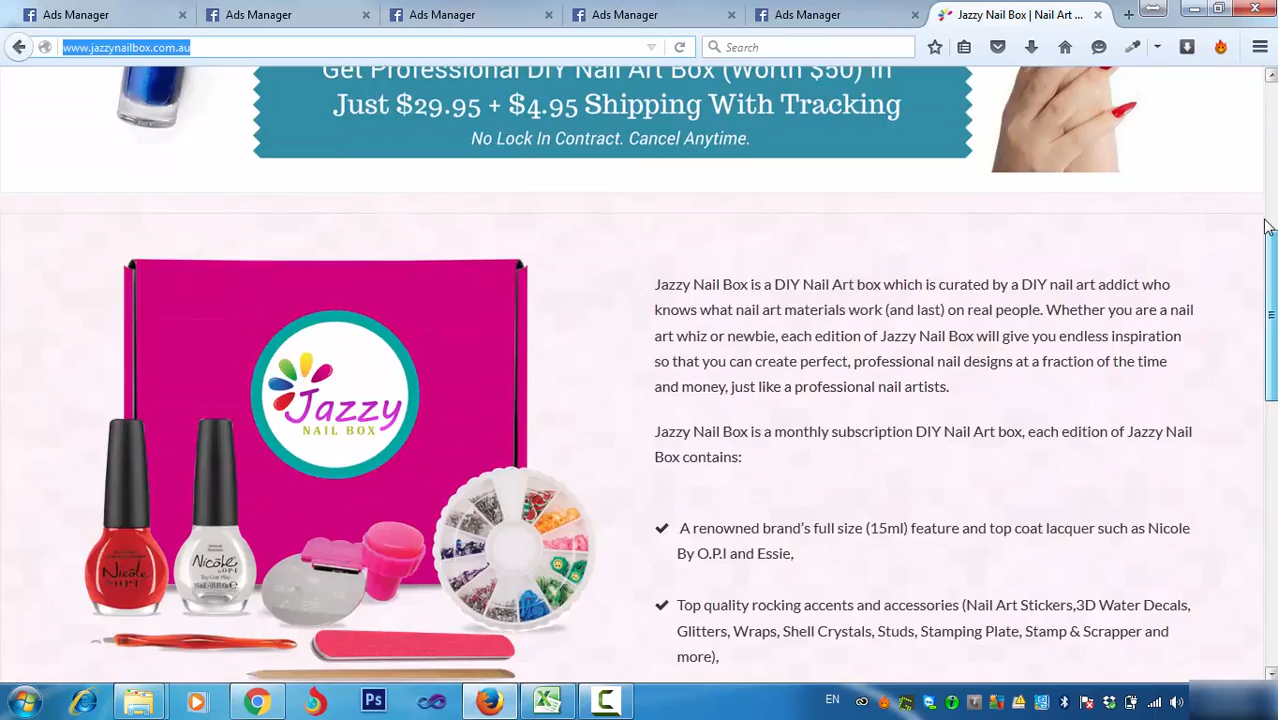 Ads Manager
Ads Manager
Ads Manager
Ads Manager
Ads Manager
Jazzy Nail Box | Nail Art ...
www.jazzynailbox.com.au
Search
Get Professional DIY Nail Art Box (Worth $50) in
Just $29.95 + $4.95 Shipping With Tracking
No Lock In Contract. Cancel Anytime.
Jazzy
NAIL BOX
Nicole
Nicole
Jazzy Nail Box is a DIY Nail Art box which is curated by a DIY nail art addict who
knows what nail art materials work (and last) on real people. Whether you are a nail
art whiz or newbie, each edition of Jazzy Nail Box will give you endless inspiration
so that you can create perfect, professional nail designs at a fraction of the time
and money, just like a professional nail artists.
Jazzy Nail Box is a monthly subscription DIY Nail Art box, each edition of Jazzy Nail
Box contains:
A renowned brand's full size (15ml) feature and top coat lacquer such as Nicole
By O.P.I and Essie,
Top quality rocking accents and accessories (Nail Art Stickers,3D Water Decals,
Glitters, Wraps, Shell Crystals, Studs, Stamping Plate, Stamp & Scrapper and
more),
Ps
EN